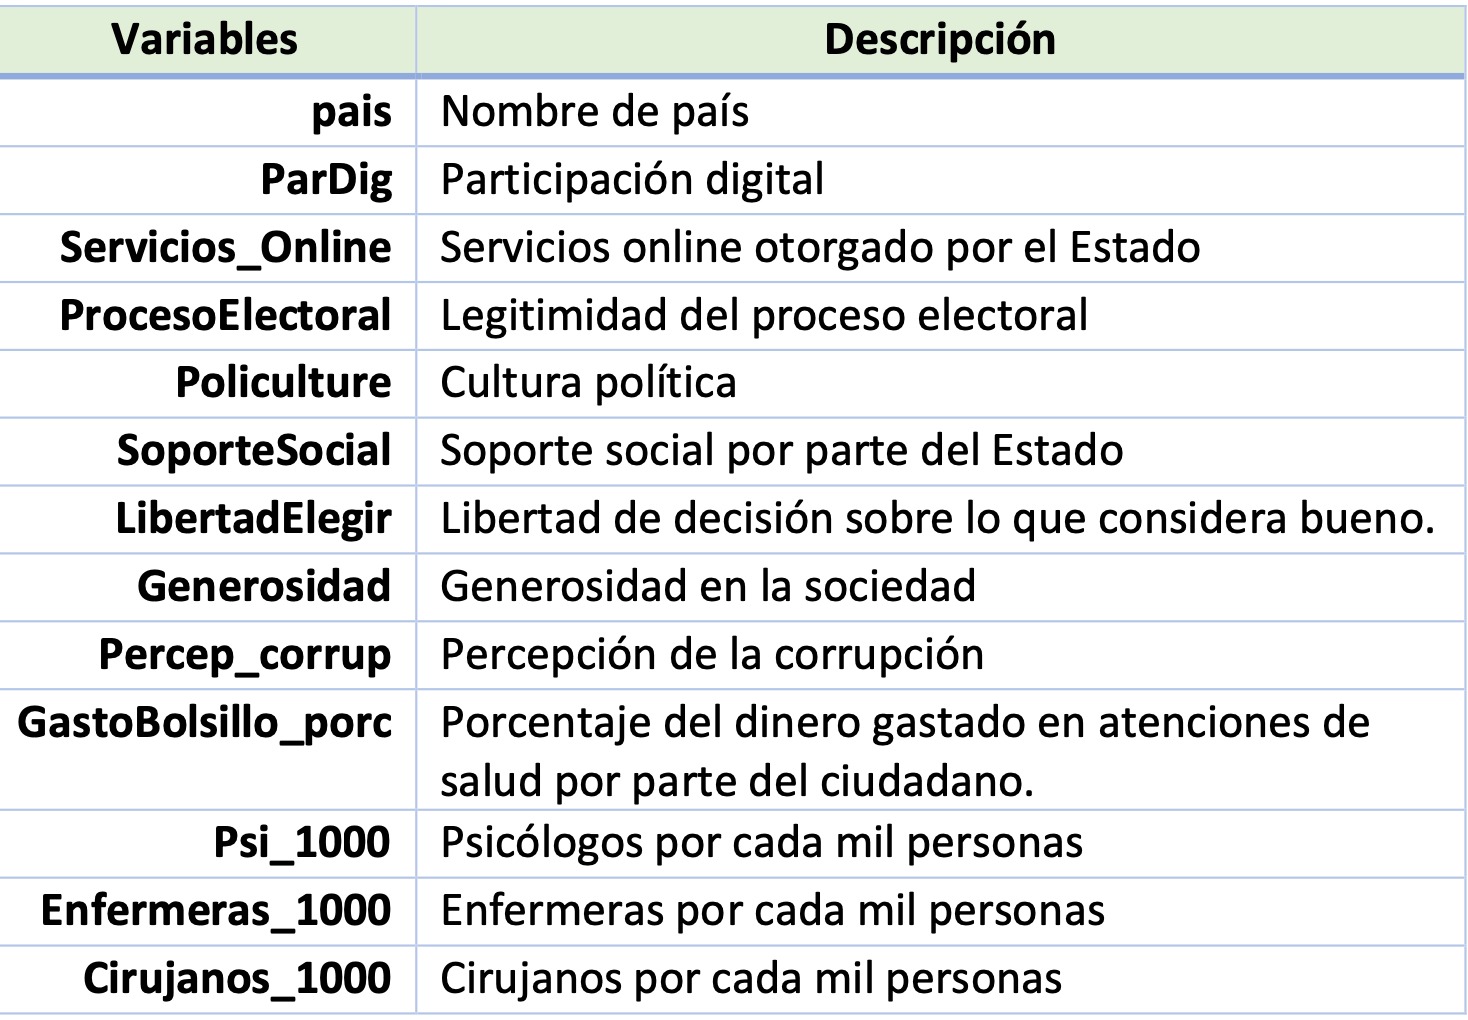 Variables Descripción
pais Nombre de país
ParDig Participación digital
Servicios_Online Servicios online otorgado por el Estado
ProcesoElectoral Legitimidad del proceso electoral
Policulture Cultura política
SoporteSocial Soporte social por parte del Estado
LibertadElegir Libertad de decisión sobre lo que considera bueno.
Generosidad Generosidad en la sociedad
Percep_corrup Percepción de la corrupción
GastoBolsillo_porc Porcentaje del dinero gastado en atenciones de
salud por parte del ciudadano.
Psi_1000 Psicólogos por cada mil personas
Enfermeras_1000 Enfermeras por cada mil personas
Cirujanos_1000 Cirujanos por cada mil personas